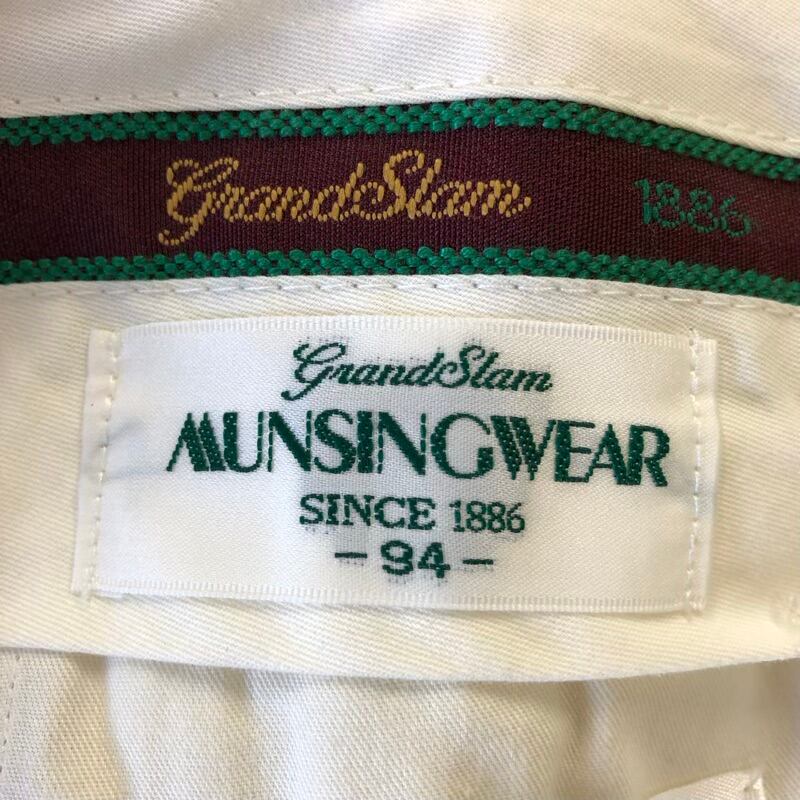 GrandSlam 1886
GrandSlam
MUNSINGWEAR
SINCE 1886
-94-